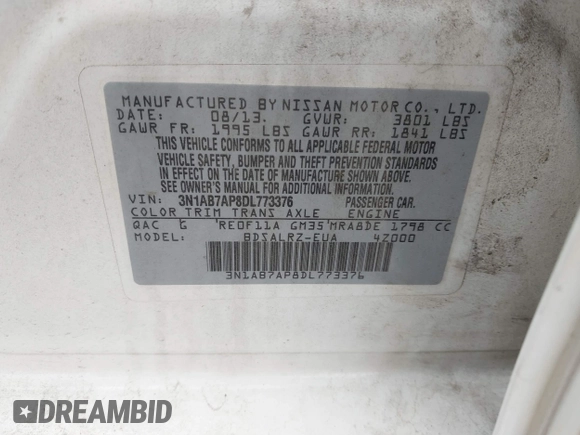 MANUFACTURED BY NISSAN MOTOR CO., LTD.
DATE: 08/13. GVWR: 3801 LBS
GAWR FR: 1995 LBS GAWR RR: 1841 LBS
THIS VEHICLE CONFORMS TO ALL APPLICABLE FEDERAL MOTOR
VEHICLE SAFETY, BUMPER AND THEFT PREVENTION STANDARDS
IN EFFECT ON THE DATE OF MANUFACTURE SHOWN ABOVE.
SEE OWNER'S MANUAL FOR ADDITIONAL INFORMATION.
VIN: 3N1AB7AP8DL773376 PASSENGER CAR.
COLOR TRIM TRANS AXLE ENGINE
QAC G RE0F11A GM35 MRA8DE 1798 CC
BDSALRZ-EUA 4Z000
3N1AB7AP8DL773376
DREAMBID